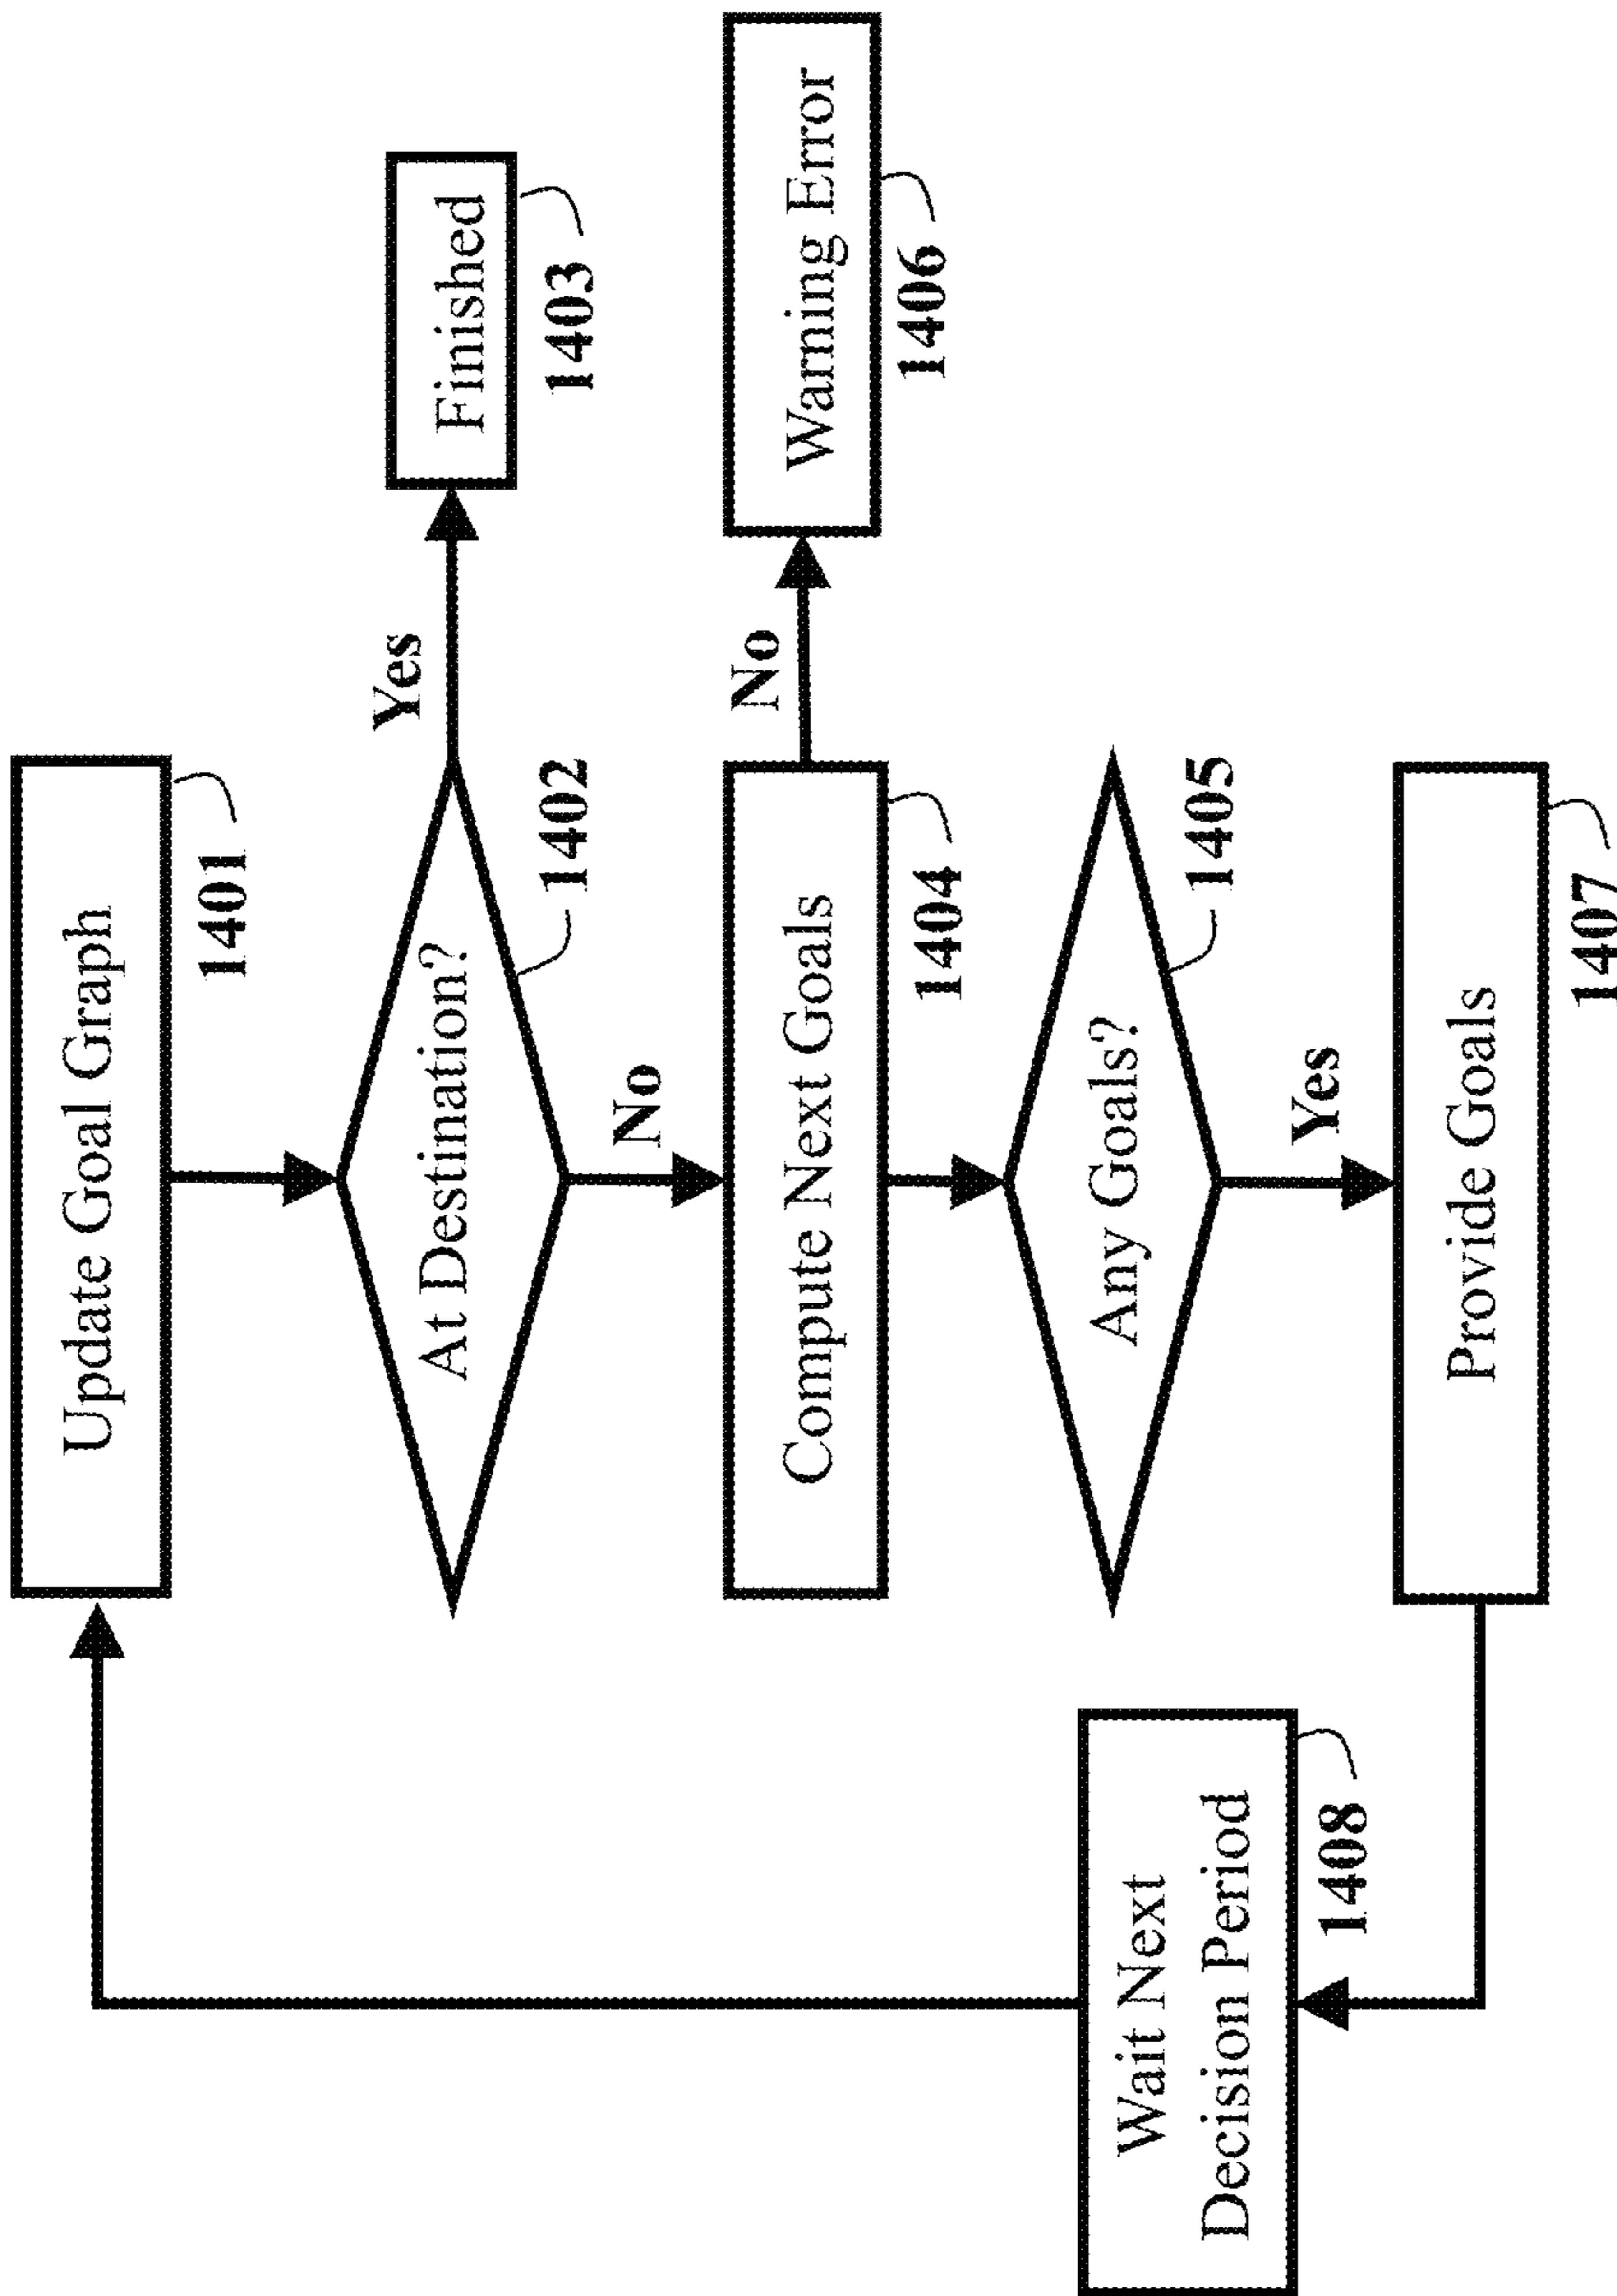 Update Goal Graph
1401
At Destination?
1402
Yes
Finished
1403
No
Compute Next Goals
1404
No
Warning Error
1406
Any Goals?
1405
Yes
Provide Goals
1407
Wait Next
Decision Period
1408